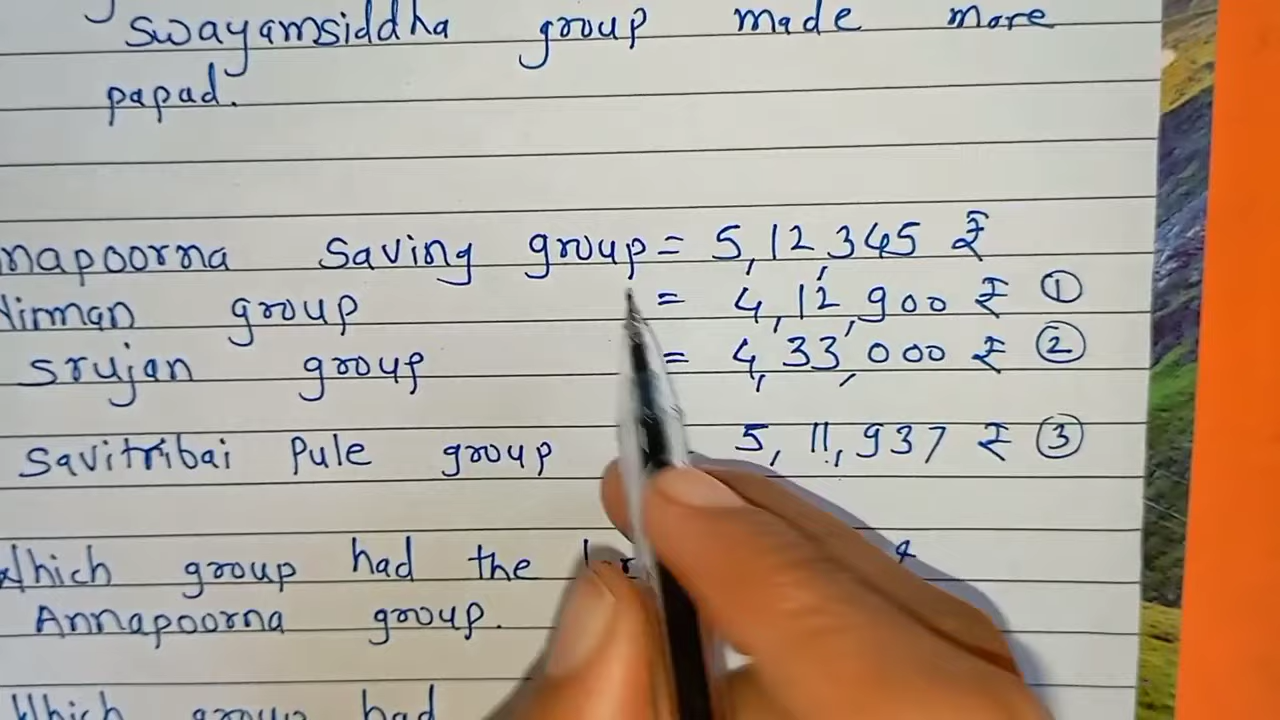 swayamsiddha group made more
papad.
napoorna saving group = 5,12,345 ₹
Nirman group = 4,12,900 ₹ ①
srujan group = 4,33,000 ₹ ②
savitribai Pule group 5,11,937 ₹ ③
Which group had the
Annapoorna group.
Which group had